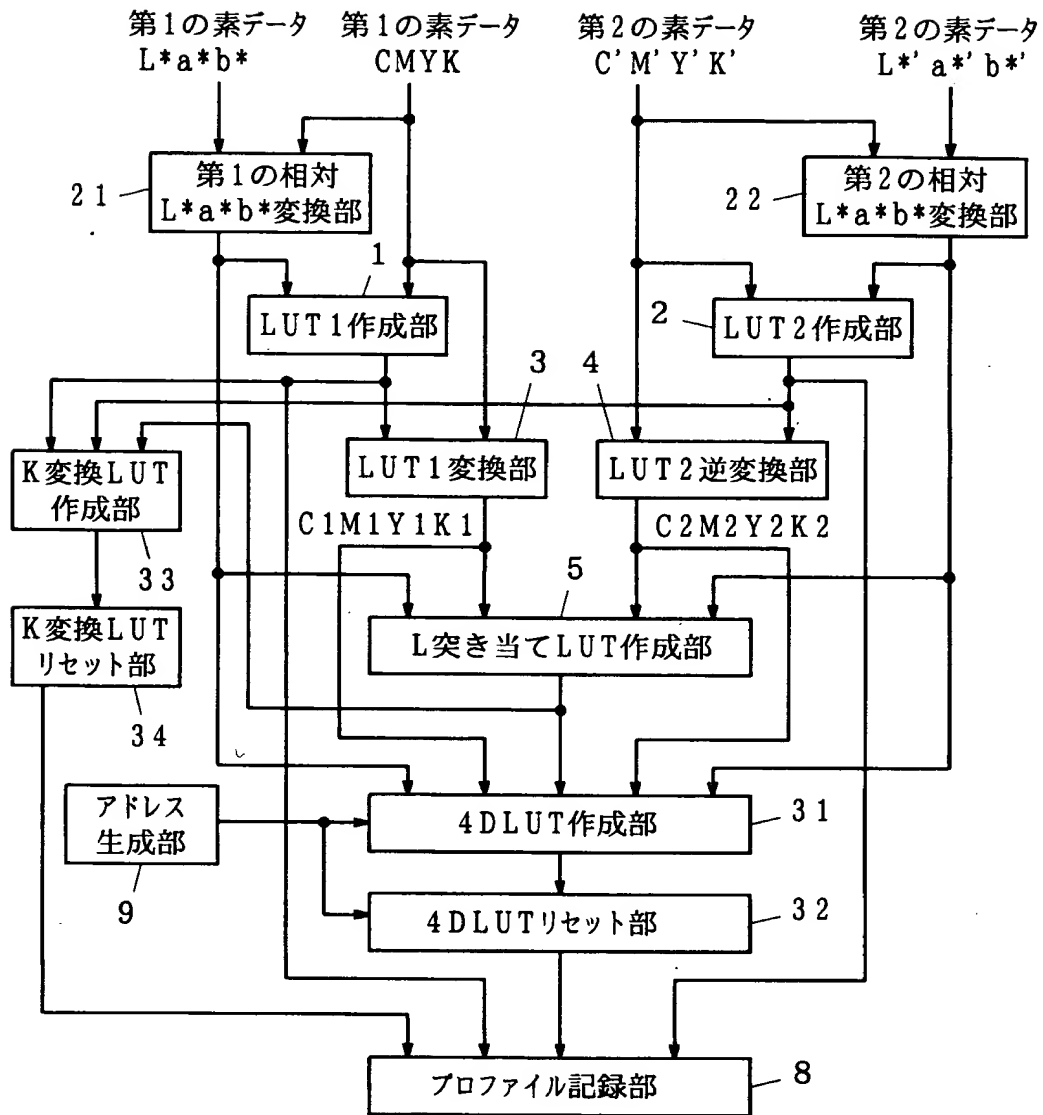 第1の素データ
L*a*b*
第1の素データ
CMYK
第2の素データ
C'M'Y'K'
第2の素データ
L*'a*'b*'
第1の相対
L*a*b*変換部
21
第2の相対
L*a*b*変換部
22
1
LUT1作成部
2
LUT2作成部
3
LUT1変換部
4
LUT2逆変換部
K変換LUT
作成部
33
C1M1Y1K1
C2M2Y2K2
5
L突き当てLUT作成部
K変換LUT
リセット部
34
アドレス
生成部
9
4DLUT作成部
31
4DLUTリセット部
32
プロファイル記録部
8